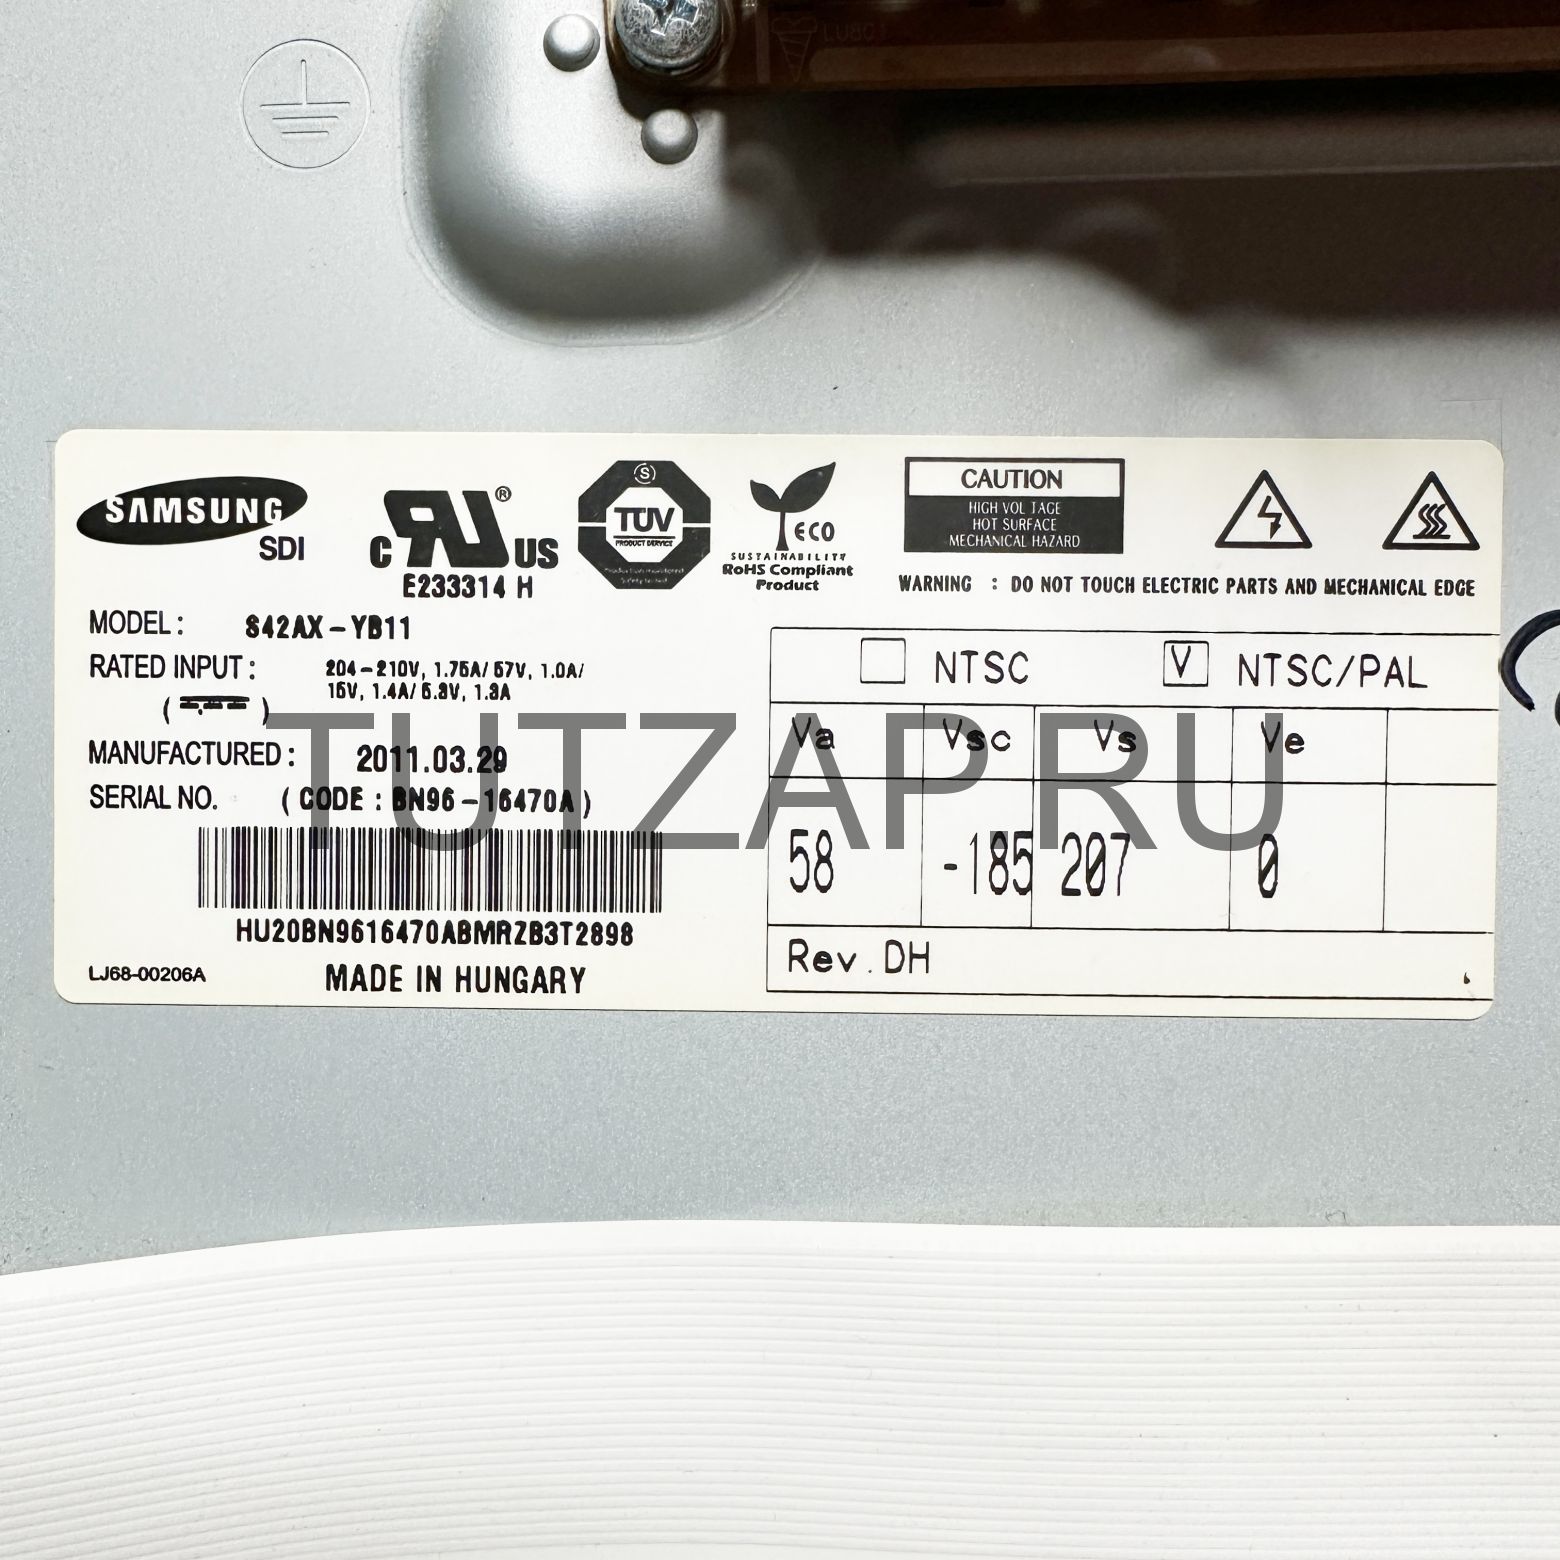 SAMSUNG
SDI
C UR ® US
E233314 H
S
TUV
PRODUCT SERVICE
ECO
SUSTAINABILITY
RoHS Compliant
Product
CAUTION
HIGH VOLTAGE
HOT SURFACE
MECHANICAL HAZARD
WARNING : DO NOT TOUCH ELECTRIC PARTS AND MECHANICAL EDGE
MODEL : S42AX-YB11
RATED INPUT : 204-210V, 1.75A/ 57V, 1.0A/
15V, 1.4A/ 5.3V, 1.3A
MANUFACTURED : 2011.03.29
SERIAL NO. ( CODE : BN96-16470A )
HU20BN9616470ABMRZB3T2898
LJ68-00206A
MADE IN HUNGARY
NTSC V NTSC/PAL
Va Vsc Vs Ve
58 -185 207 0
Rev.DH
TUTZAP.RU